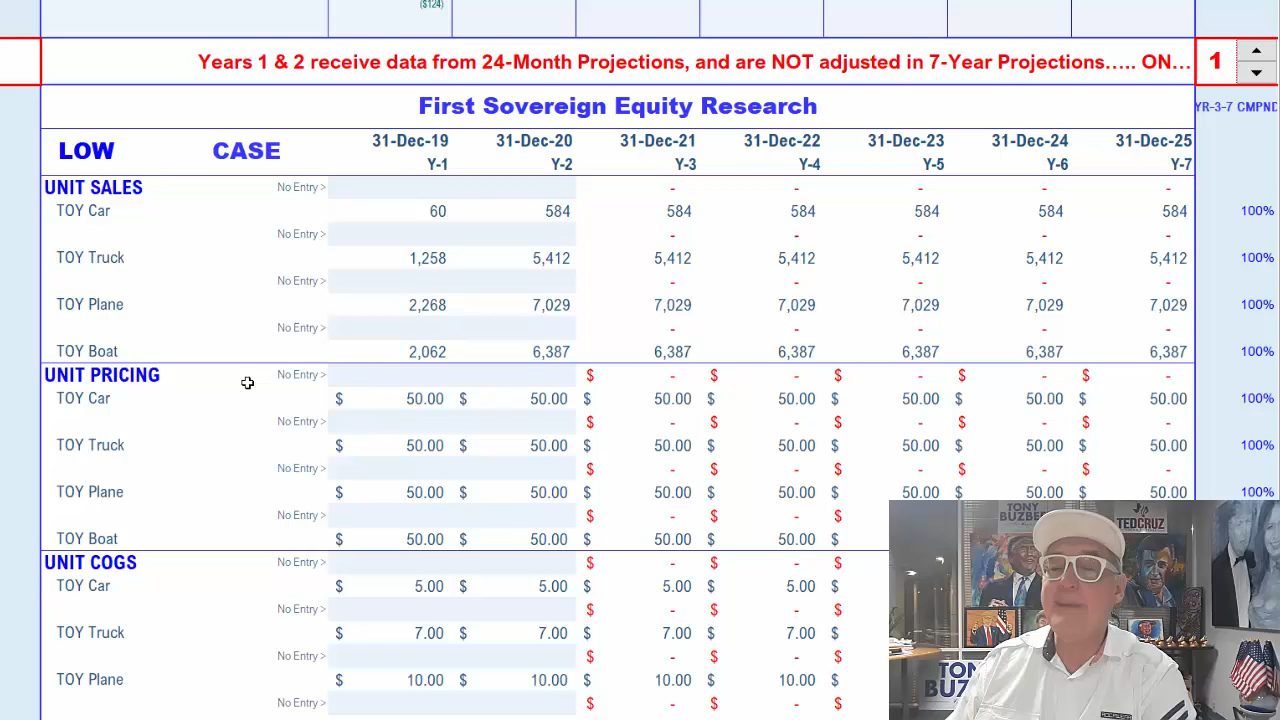 ($124)
Years 1 & 2 receive data from 24-Month Projections, and are NOT adjusted in 7-Year Projections….. ON… 1
First Sovereign Equity Research YR-3-7 CMPND
LOW CASE 31-Dec-19 31-Dec-20 31-Dec-21 31-Dec-22 31-Dec-23 31-Dec-24 31-Dec-25
Y-1 Y-2 Y-3 Y-4 Y-5 Y-6 Y-7
UNIT SALES No Entry > - - - - -
TOY Car 60 584 584 584 584 584 584 100%
No Entry > - - - - -
TOY Truck 1,258 5,412 5,412 5,412 5,412 5,412 5,412 100%
No Entry > - - - - -
TOY Plane 2,268 7,029 7,029 7,029 7,029 7,029 7,029 100%
No Entry > - - - - -
TOY Boat 2,062 6,387 6,387 6,387 6,387 6,387 6,387 100%
UNIT PRICING No Entry > $ - $ - $ - $ - $ -
TOY Car $ 50.00 $ 50.00 $ 50.00 $ 50.00 $ 50.00 $ 50.00 $ 50.00 100%
No Entry > $ - $ - $ - $ - $ -
TOY Truck $ 50.00 $ 50.00 $ 50.00 $ 50.00 $ 50.00 $ 50.00 $ 50.00 100%
No Entry > $ - $ - $ - $ - $ -
TOY Plane $ 50.00 $ 50.00 $ 50.00 $ 50.00 $ 50.00 $ 50.00 $ 50.00 100%
No Entry > $ - $ - $
TOY Boat $ 50.00 $ 50.00 $ 50.00 $ 50.00 $
UNIT COGS No Entry > $ - $ - $
TOY Car $ 5.00 $ 5.00 $ 5.00 $ 5.00 $
No Entry > $ - $ - $
TOY Truck $ 7.00 $ 7.00 $ 7.00 $ 7.00 $
No Entry > $ - $ - $
TOY Plane $ 10.00 $ 10.00 $ 10.00 $ 10.00 $
No Entry > $ - $ - $
TONY
BUZBEE
TEDCRUZ
TONY
BUZ